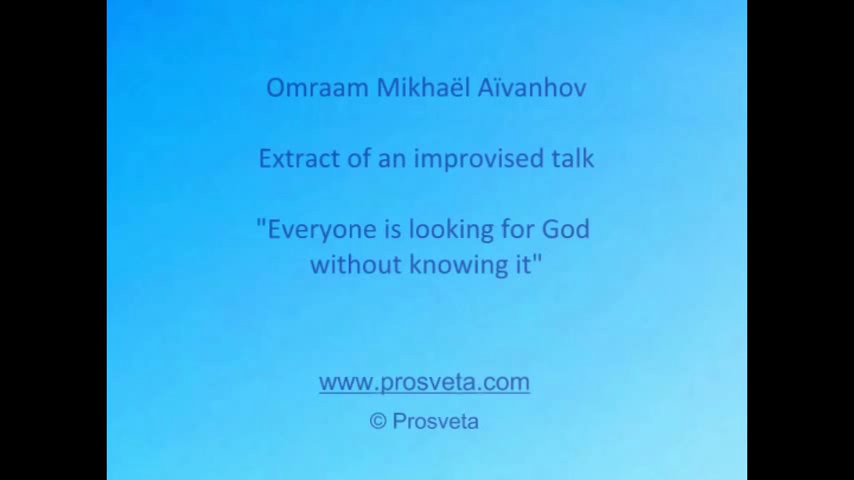 Omraam Mikhaël Aïvanhov
Extract of an improvised talk
"Everyone is looking for God
without knowing it"
www.prosveta.com
© Prosveta